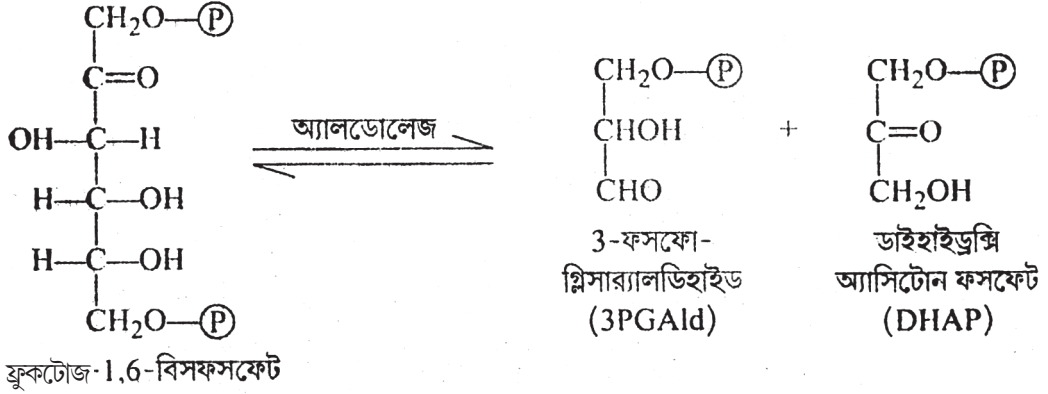 CH₂O—Ⓟ
C=O
OH—C—H
H—C—OH
H—C—OH
CH₂O—Ⓟ
ফ্রুকটোজ-1,6-বিসফসফেট
অ্যালডোলেজ
CH₂O—Ⓟ
CHOH
CHO
3-ফসফো-
গ্লিসার‍্যালডিহাইড
(3PGAld)
+
CH₂O—Ⓟ
C=O
CH₂OH
ডাইহাইড্রক্সি
অ্যাসিটোন ফসফেট
(DHAP)